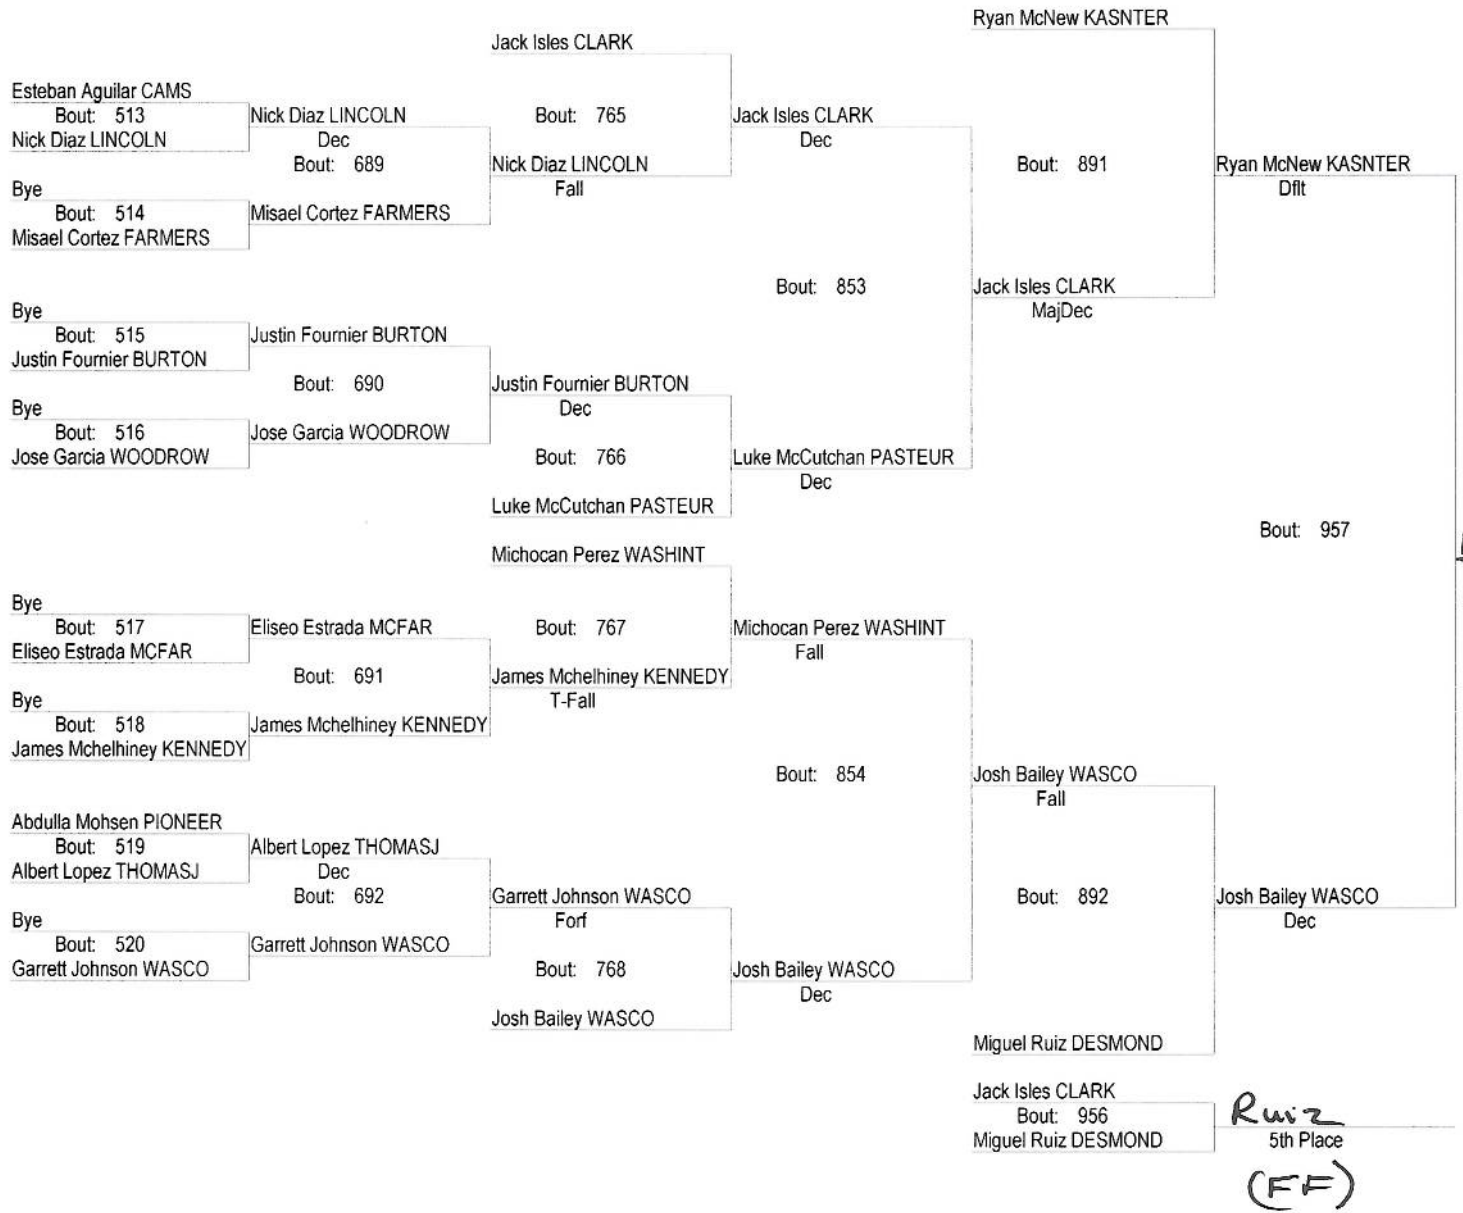 Ryan McNew KASNTER
Jack Isles CLARK
Esteban Aguilar CAMS
Bout: 513
Nick Diaz LINCOLN
Nick Diaz LINCOLN
Dec
Bout: 689
Bye
Bout: 514
Misael Cortez FARMERS
Misael Cortez FARMERS
Bout: 765
Nick Diaz LINCOLN
Fall
Jack Isles CLARK
Dec
Bout: 891
Ryan McNew KASNTER
Dflt
Bye
Bout: 515
Justin Fournier BURTON
Justin Fournier BURTON
Bout: 690
Bye
Bout: 516
Jose Garcia WOODROW
Jose Garcia WOODROW
Justin Fournier BURTON
Dec
Bout: 766
Luke McCutchan PASTEUR
Luke McCutchan PASTEUR
Dec
Bout: 853
Jack Isles CLARK
MajDec
Bout: 957
Michocan Perez WASHINT
Bye
Bout: 517
Eliseo Estrada MCFAR
Eliseo Estrada MCFAR
Bout: 691
Bye
Bout: 518
James Mchelhiney KENNEDY
James Mchelhiney KENNEDY
Bout: 767
James Mchelhiney KENNEDY
T-Fall
Michocan Perez WASHINT
Fall
Bout: 854
Josh Bailey WASCO
Fall
Abdulla Mohsen PIONEER
Bout: 519
Albert Lopez THOMASJ
Albert Lopez THOMASJ
Dec
Bout: 692
Bye
Bout: 520
Garrett Johnson WASCO
Garrett Johnson WASCO
Garrett Johnson WASCO
Forf
Bout: 768
Josh Bailey WASCO
Josh Bailey WASCO
Dec
Bout: 892
Josh Bailey WASCO
Dec
Miguel Ruiz DESMOND
Jack Isles CLARK
Bout: 956
Miguel Ruiz DESMOND
Ruiz
5th Place
(FF)